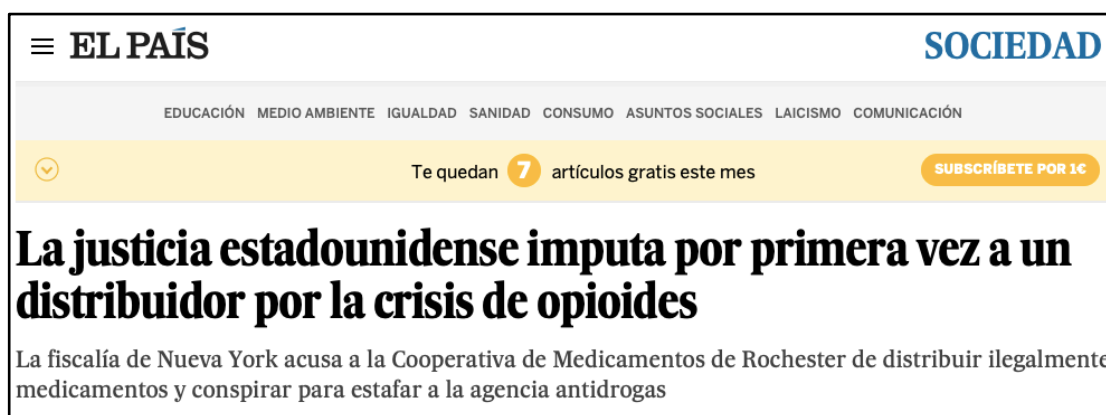 EL PAÍS SOCIEDAD
EDUCACIÓN MEDIO AMBIENTE IGUALDAD SANIDAD CONSUMO ASUNTOS SOCIALES LAICISMO COMUNICACIÓN
Te quedan 7 artículos gratis este mes SUBSCRÍBETE POR 1€
La justicia estadounidense imputa por primera vez a un
distribuidor por la crisis de opioides
La fiscalía de Nueva York acusa a la Cooperativa de Medicamentos de Rochester de distribuir ilegalmente
medicamentos y conspirar para estafar a la agencia antidrogas